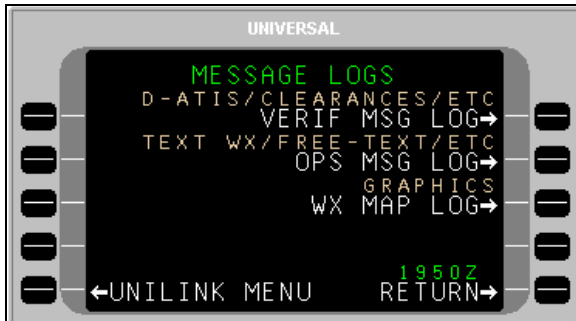 UNIVERSAL
MESSAGE LOGS
D-ATIS/CLEARANCES/ETC
VERIF MSG LOG→
TEXT WX/FREE-TEXT/ETC
OPS MSG LOG→
GRAPHICS
WX MAP LOG→
1950Z
←UNILINK MENU RETURN→